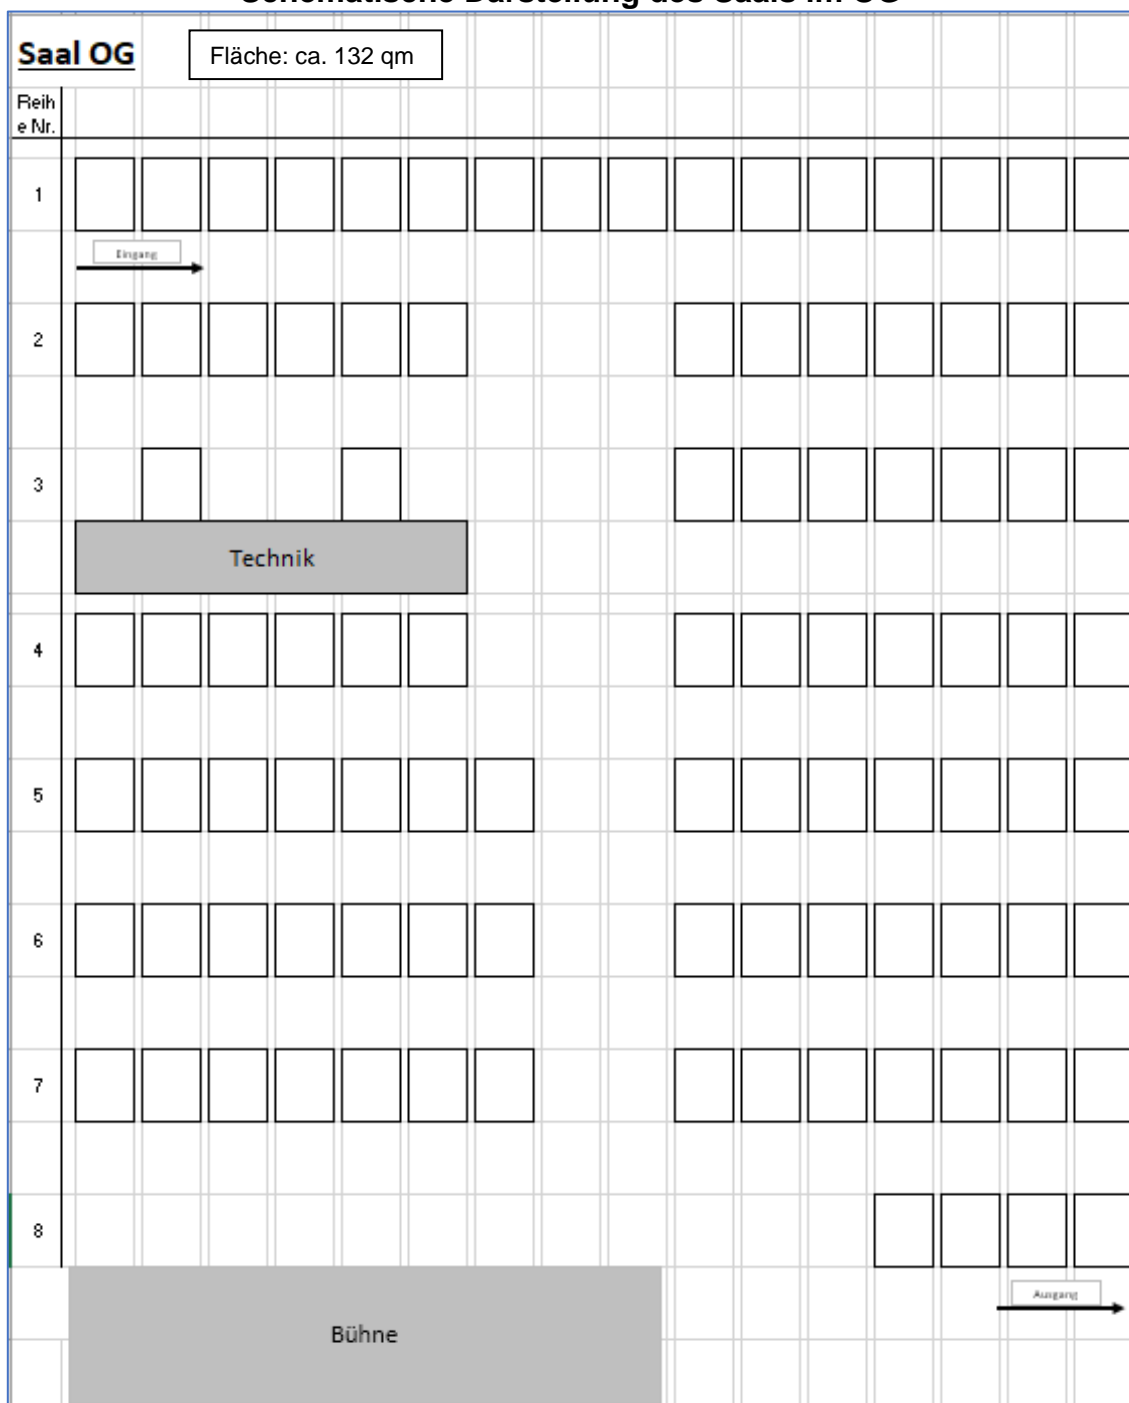 Schematische Darstellung des Saals im OG
Saal OG
Fläche: ca. 132 qm
Reih
e Nr.
1
Eingang
2
3
Technik
4
5
6
7
8
Ausgang
Bühne